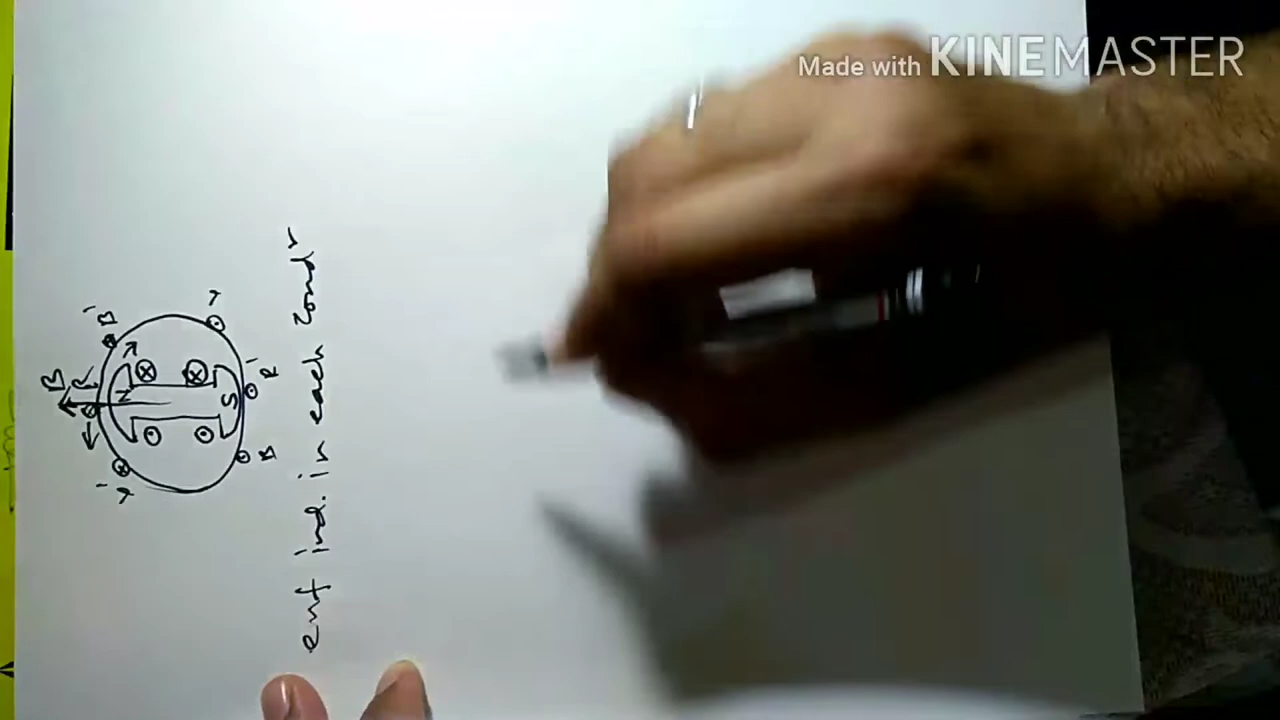 Made with KINEMASTER
B
R
B'
Y
N
S
R'
Y'
B
emf ind. in each cond^r